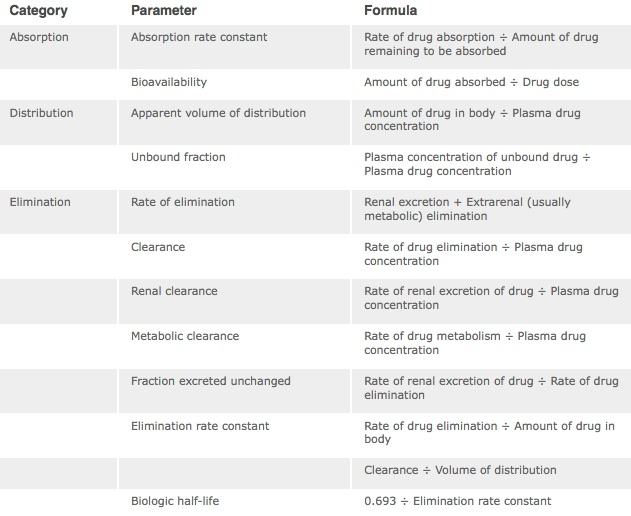 Category Parameter Formula
Absorption Absorption rate constant Rate of drug absorption ÷ Amount of drug
remaining to be absorbed
Bioavailability Amount of drug absorbed ÷ Drug dose
Distribution Apparent volume of distribution Amount of drug in body ÷ Plasma drug
concentration
Unbound fraction Plasma concentration of unbound drug ÷
Plasma drug concentration
Elimination Rate of elimination Renal excretion + Extrarenal (usually
metabolic) elimination
Clearance Rate of drug elimination ÷ Plasma drug
concentration
Renal clearance Rate of renal excretion of drug ÷ Plasma drug
concentration
Metabolic clearance Rate of drug metabolism ÷ Plasma drug
concentration
Fraction excreted unchanged Rate of renal excretion of drug ÷ Rate of drug
elimination
Elimination rate constant Rate of drug elimination ÷ Amount of drug in
body
Clearance ÷ Volume of distribution
Biologic half-life 0.693 ÷ Elimination rate constant